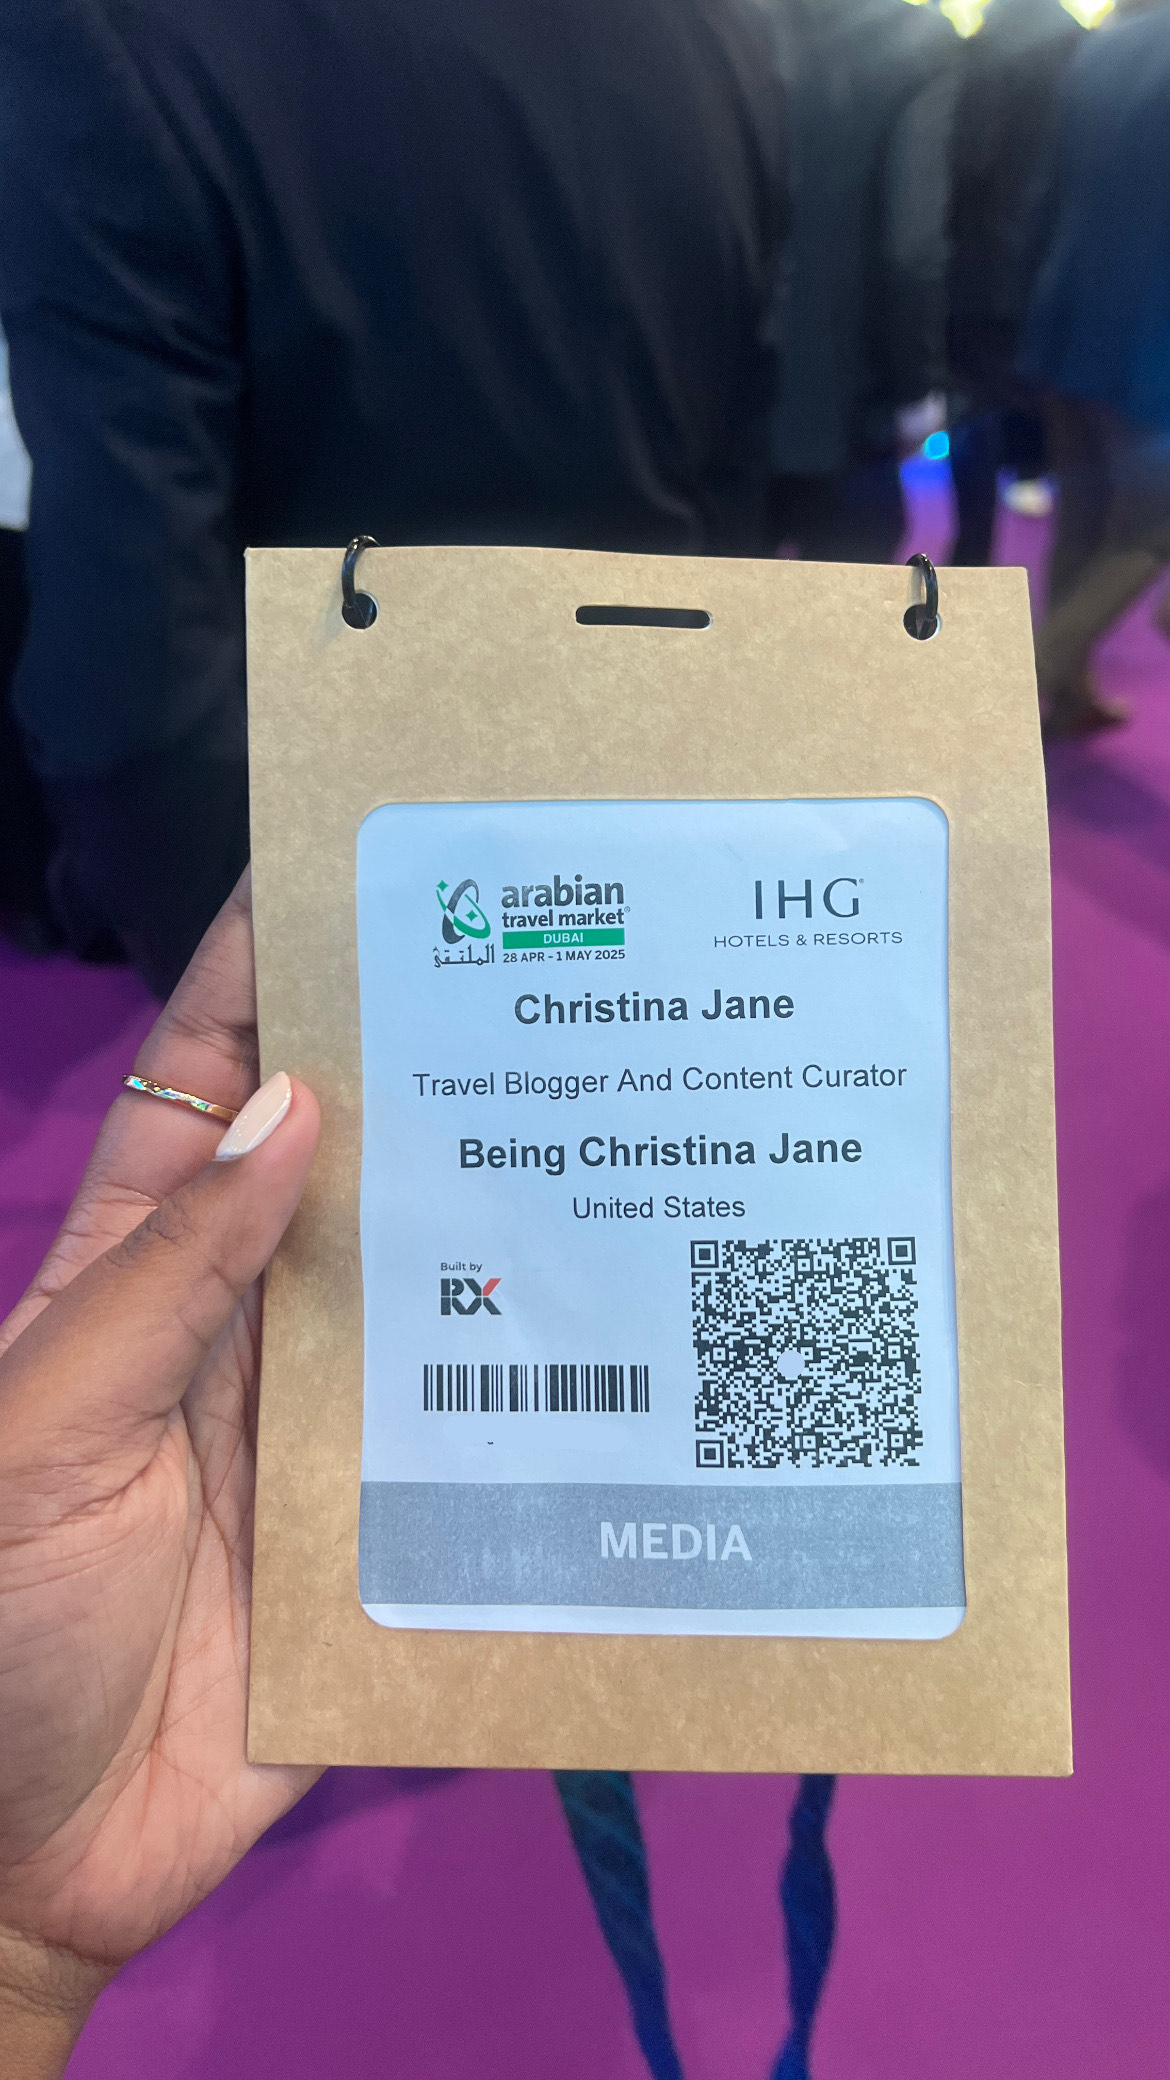 arabian
travel market®
DUBAI
الملتقى 28 APR - 1 MAY 2025
IHG®
HOTELS & RESORTS
Christina Jane
Travel Blogger And Content Curator
Being Christina Jane
United States
Built by
RX
MEDIA